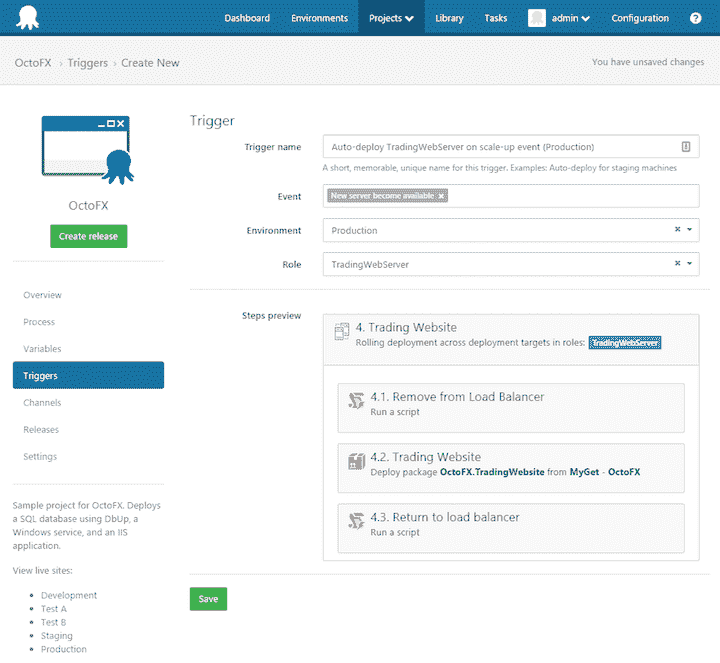 Dashboard Environments Projects Library Tasks admin Configuration ?
OctoFX › Triggers › Create New
You have unsaved changes
OctoFX
Create release
Overview
Process
Variables
Triggers
Channels
Releases
Settings
Sample project for OctoFX. Deploys
a SQL database using DbUp, a
Windows service, and an IIS
application.
View live sites:
Development
Test A
Test B
Staging
Production
Trigger
Trigger name
Auto-deploy TradingWebServer on scale-up event (Production)
A short, memorable, unique name for this trigger. Examples: Auto-deploy for staging machines
Event
New server become available ×
Environment
Production ×
Role
TradingWebServer ×
Steps preview
4. Trading Website
Rolling deployment across deployment targets in roles: TradingWebServer
4.1. Remove from Load Balancer
Run a script
4.2. Trading Website
Deploy package OctoFX.TradingWebsite from MyGet - OctoFX
4.3. Return to load balancer
Run a script
Save